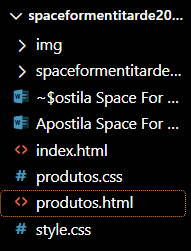 spaceformentitarde20...
img
spaceformentitarde...
~$ostila Space For ...
Apostila Space For ...
index.html
produtos.css
produtos.html
style.css